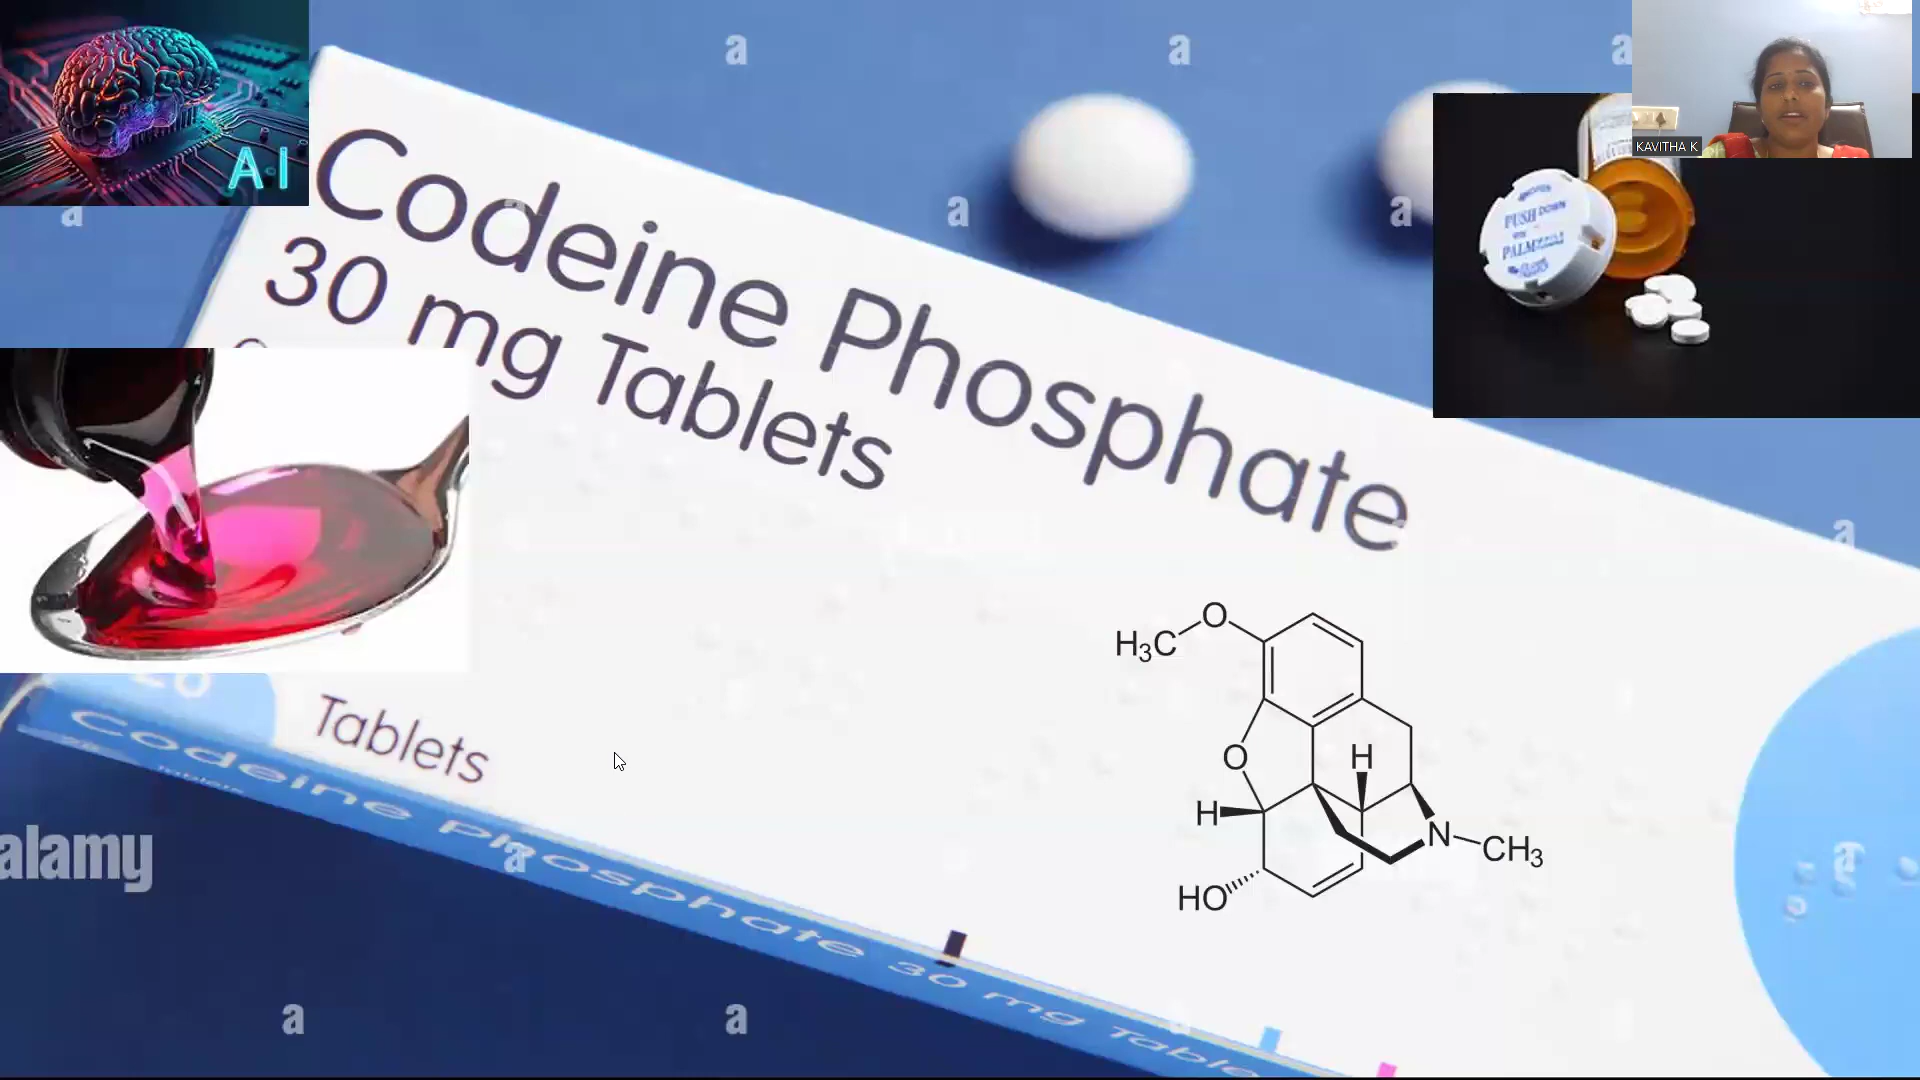 AI
KAVITHA K
PUSH DOWN
PALM
Codeine Phosphate
30 mg Tablets
H₃C
O
O
H
H
N
CH₃
HO
Tablets
Codeine Phosphate 30 mg
alamy
a
a
a
a
a
a
a
a
a